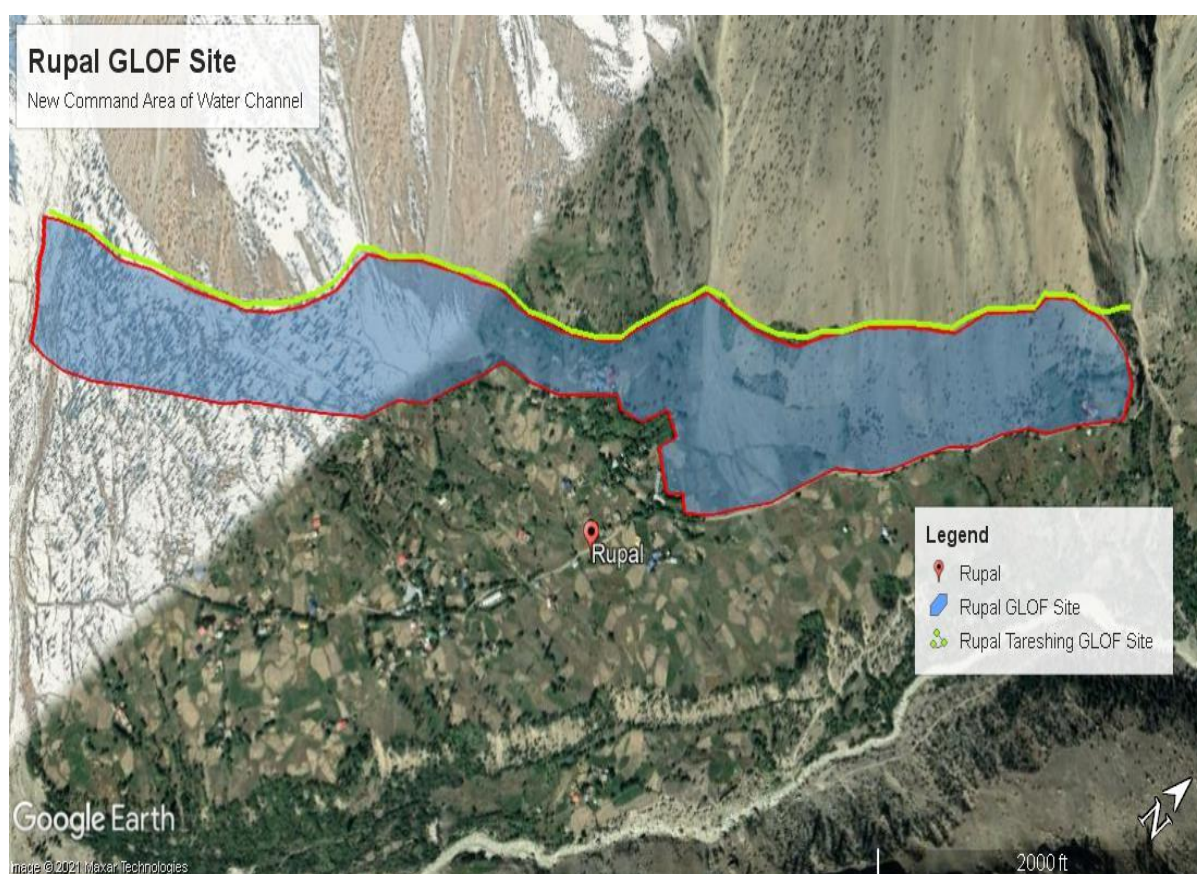 Rupal GLOF Site
New Command Area of Water Channel
Rupal
Legend
Rupal
Rupal GLOF Site
Rupal Tareshing GLOF Site
Google Earth
Image © 2021 Maxar Technologies
N
2000 ft